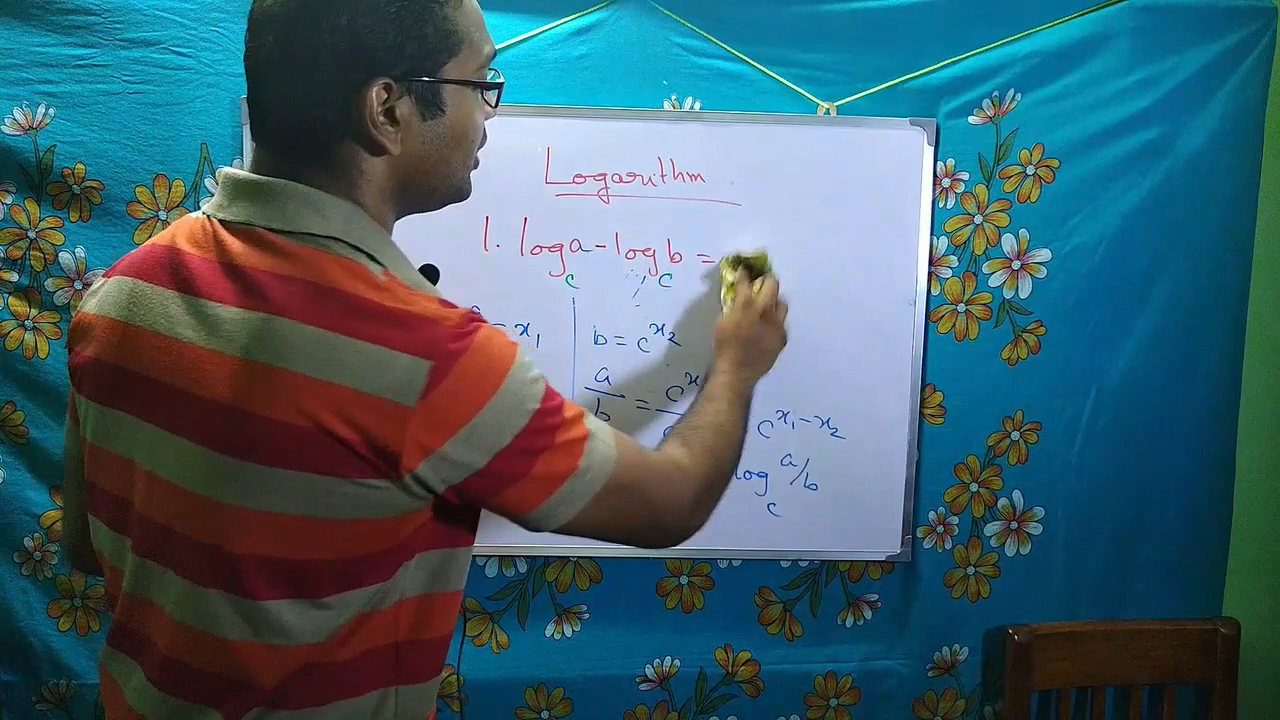 Logarithm
1. log a - log b =
c c
x₁ b = c^x₂
a/b = c^x
c^x₁-x₂
log a/b
c